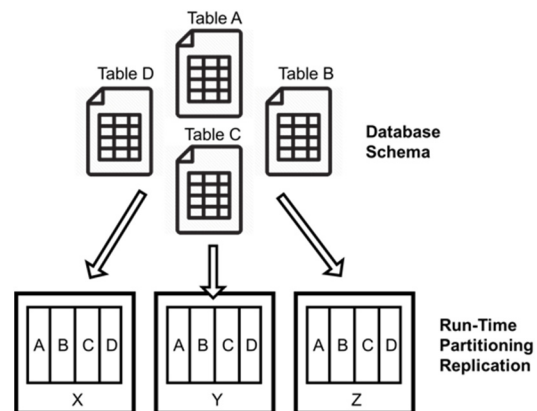 Table A
Table D
Table B
Table C
Database
Schema
A B C D
X
A B C D
Y
A B C D
Z
Run-Time
Partitioning
Replication